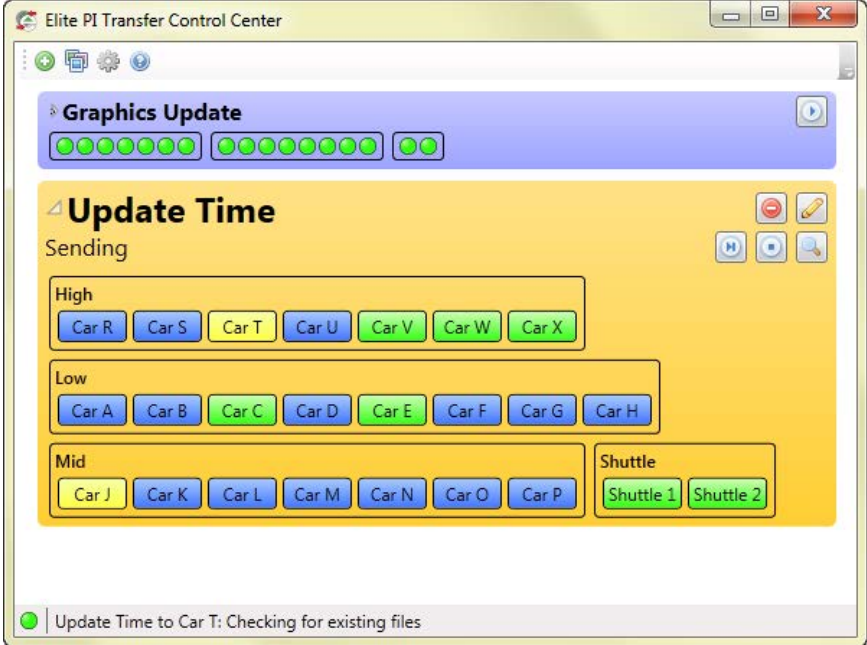 Elite PI Transfer Control Center
Graphics Update
Update Time
Sending
High
Car R Car S Car T Car U Car V Car W Car X
Low
Car A Car B Car C Car D Car E Car F Car G Car H
Mid
Car J Car K Car L Car M Car N Car O Car P
Shuttle
Shuttle 1 Shuttle 2
Update Time to Car T: Checking for existing files